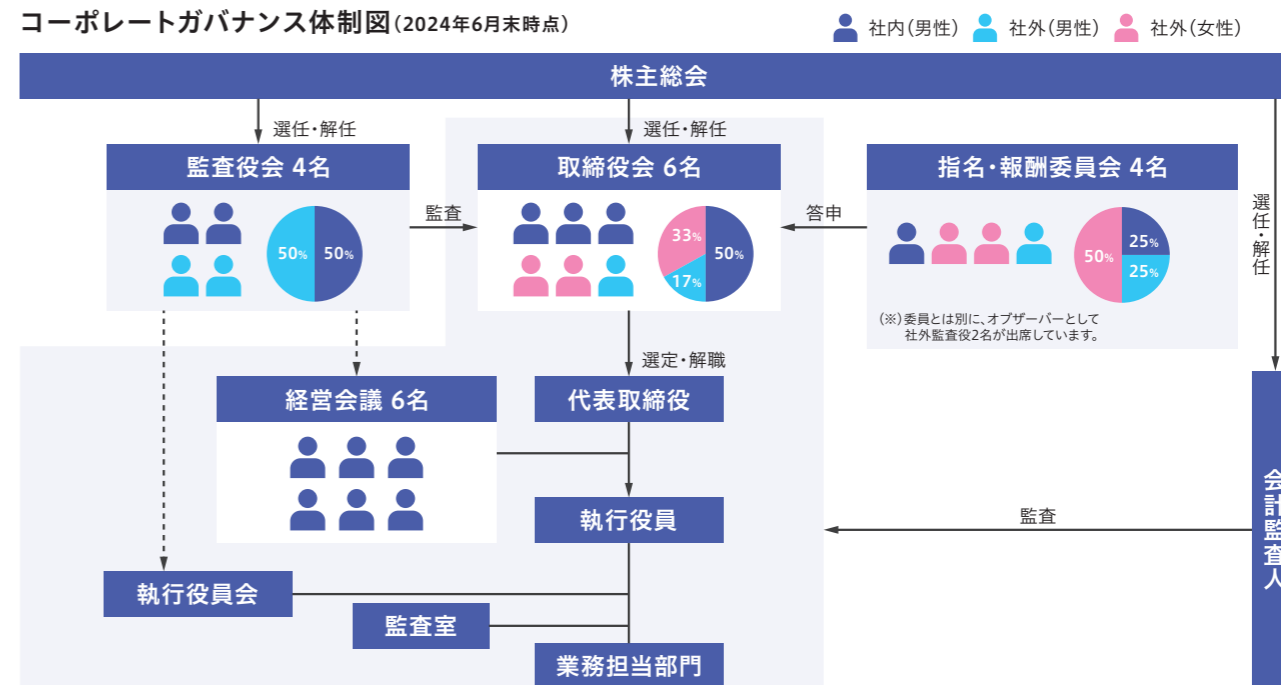 コーポレートガバナンス体制図(2024年6月末時点)
社内(男性) 社外(男性) 社外(女性)
株主総会
選任・解任
選任・解任
選任・解任
監査役会 4名
50% 50%
監査
取締役会 6名
33% 50%
17%
答申
指名・報酬委員会 4名
50% 25%
25%
(※)委員とは別に、オブザーバーとして
社外監査役2名が出席しています。
選定・解職
経営会議 6名
代表取締役
執行役員
監査
会計監査人
執行役員会
監査室
業務担当部門